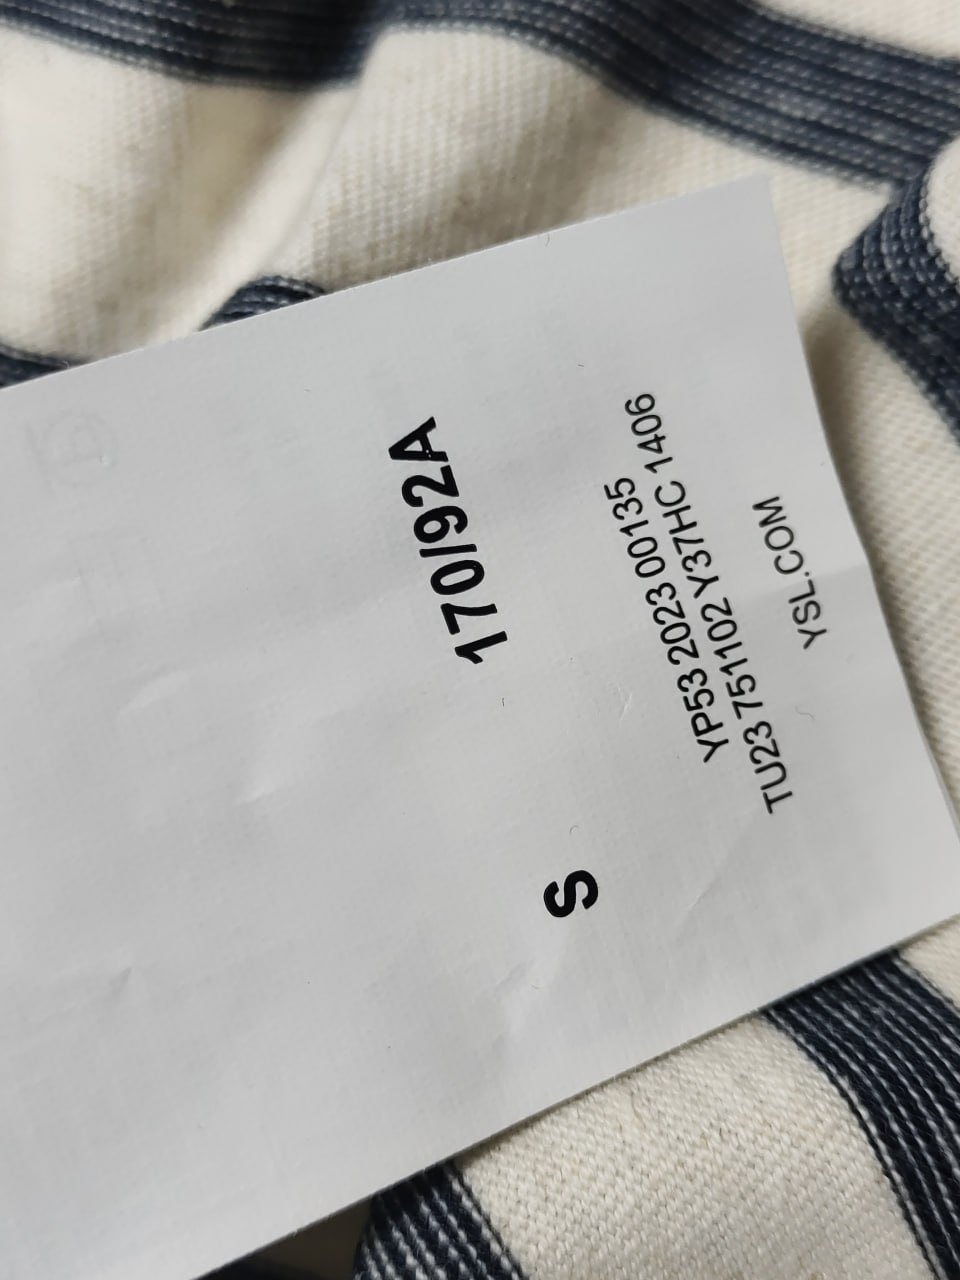 170/92A
S
YP53 2023 00135
TU23 751102 Y37HC 1406
YSL.COM